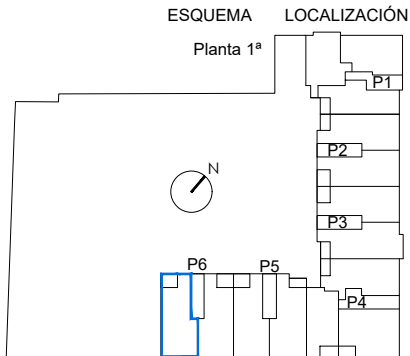 ESQUEMA LOCALIZACIÓN
Planta 1ª
P1
P2
N
P3
P6 P5
P4